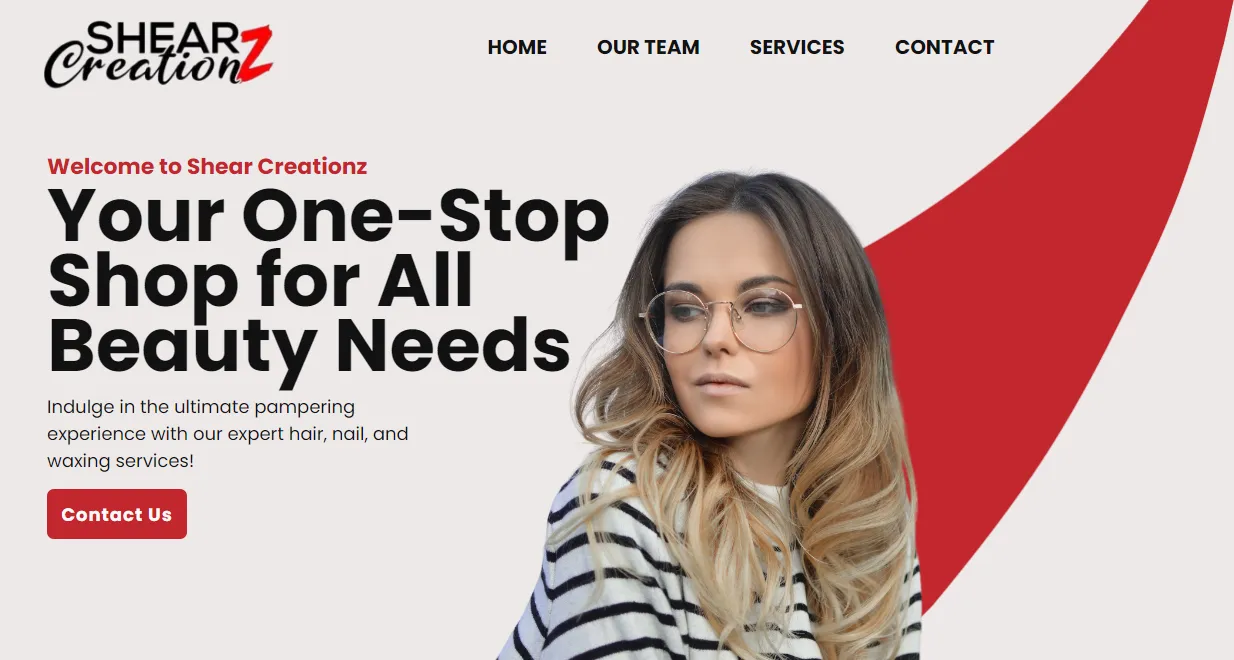 SHEARZ
CreationZ
HOME OUR TEAM SERVICES CONTACT
Welcome to Shear Creationz
Your One-Stop
Shop for All
Beauty Needs
Indulge in the ultimate pampering
experience with our expert hair, nail, and
waxing services!
Contact Us